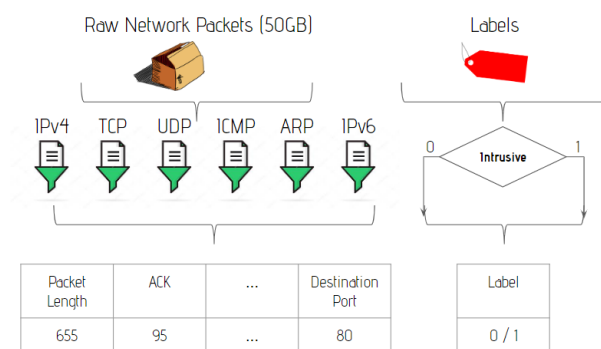 Raw Network Packets (50GB)
Labels
IPv4 TCP UDP ICMP ARP IPv6
0 Intrusive 1
Packet Length ACK ... Destination Port
655 95 ... 80
Label
0 / 1